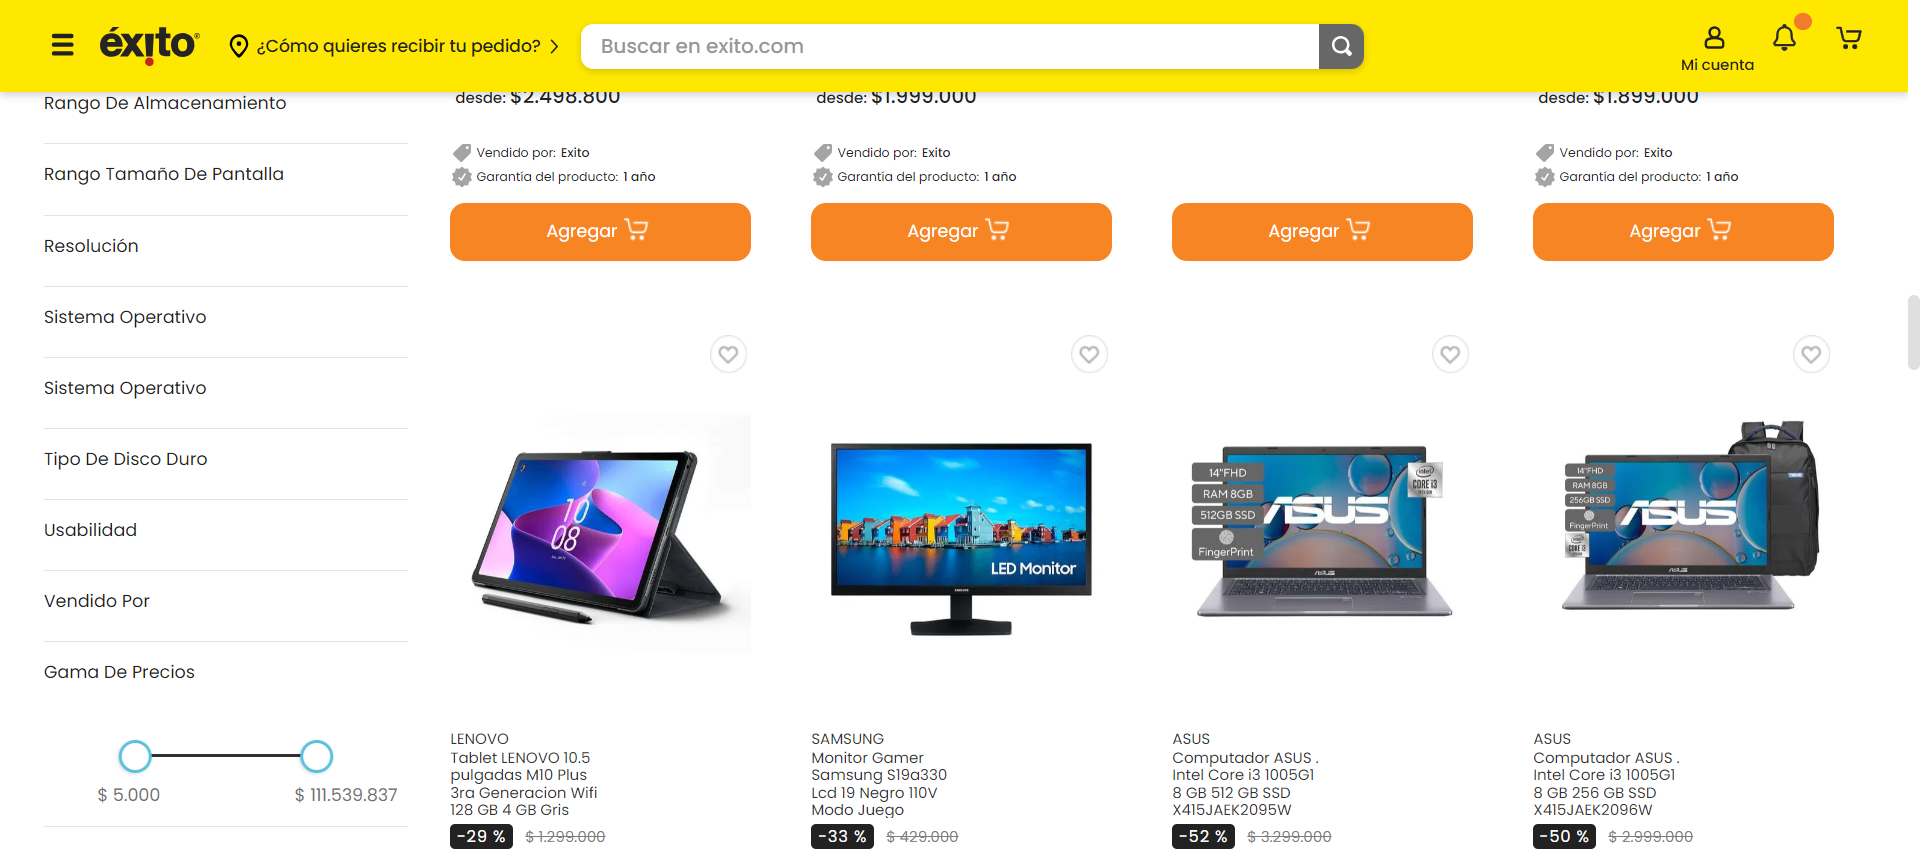 éxito
¿Cómo quieres recibir tu pedido?
Buscar en exito.com
Mi cuenta
Rango De Almacenamiento
Rango Tamaño De Pantalla
Resolución
Sistema Operativo
Sistema Operativo
Tipo De Disco Duro
Usabilidad
Vendido Por
Gama De Precios
$ 5.000
$ 111.539.837
desde: $2.498.800
Vendido por: Exito
Garantía del producto: 1 año
Agregar
desde: $1.999.000
Vendido por: Exito
Garantía del producto: 1 año
Agregar
Agregar
desde: $1.899.000
Vendido por: Exito
Garantía del producto: 1 año
Agregar
10
08
LENOVO
Tablet LENOVO 10.5
pulgadas M10 Plus
3ra Generacion Wifi
128 GB 4 GB Gris
-29 % $ 1.299.000
LED Monitor
SAMSUNG
SAMSUNG
Monitor Gamer
Samsung S19a330
Lcd 19 Negro 110V
Modo Juego
-33 % $ 429.000
14"FHD
RAM 8GB
512GB SSD
FingerPrint
ASUS
intel
CORE i3
ASUS
ASUS
Computador ASUS .
Intel Core i3 1005G1
8 GB 512 GB SSD
X415JAEK2095W
-52 % $ 3.299.000
14"FHD
RAM 8GB
256GB SSD
FingerPrint
CORE i3
ASUS
ASUS
ASUS
Computador ASUS .
Intel Core i3 1005G1
8 GB 256 GB SSD
X415JAEK2096W
-50 % $ 2.999.000